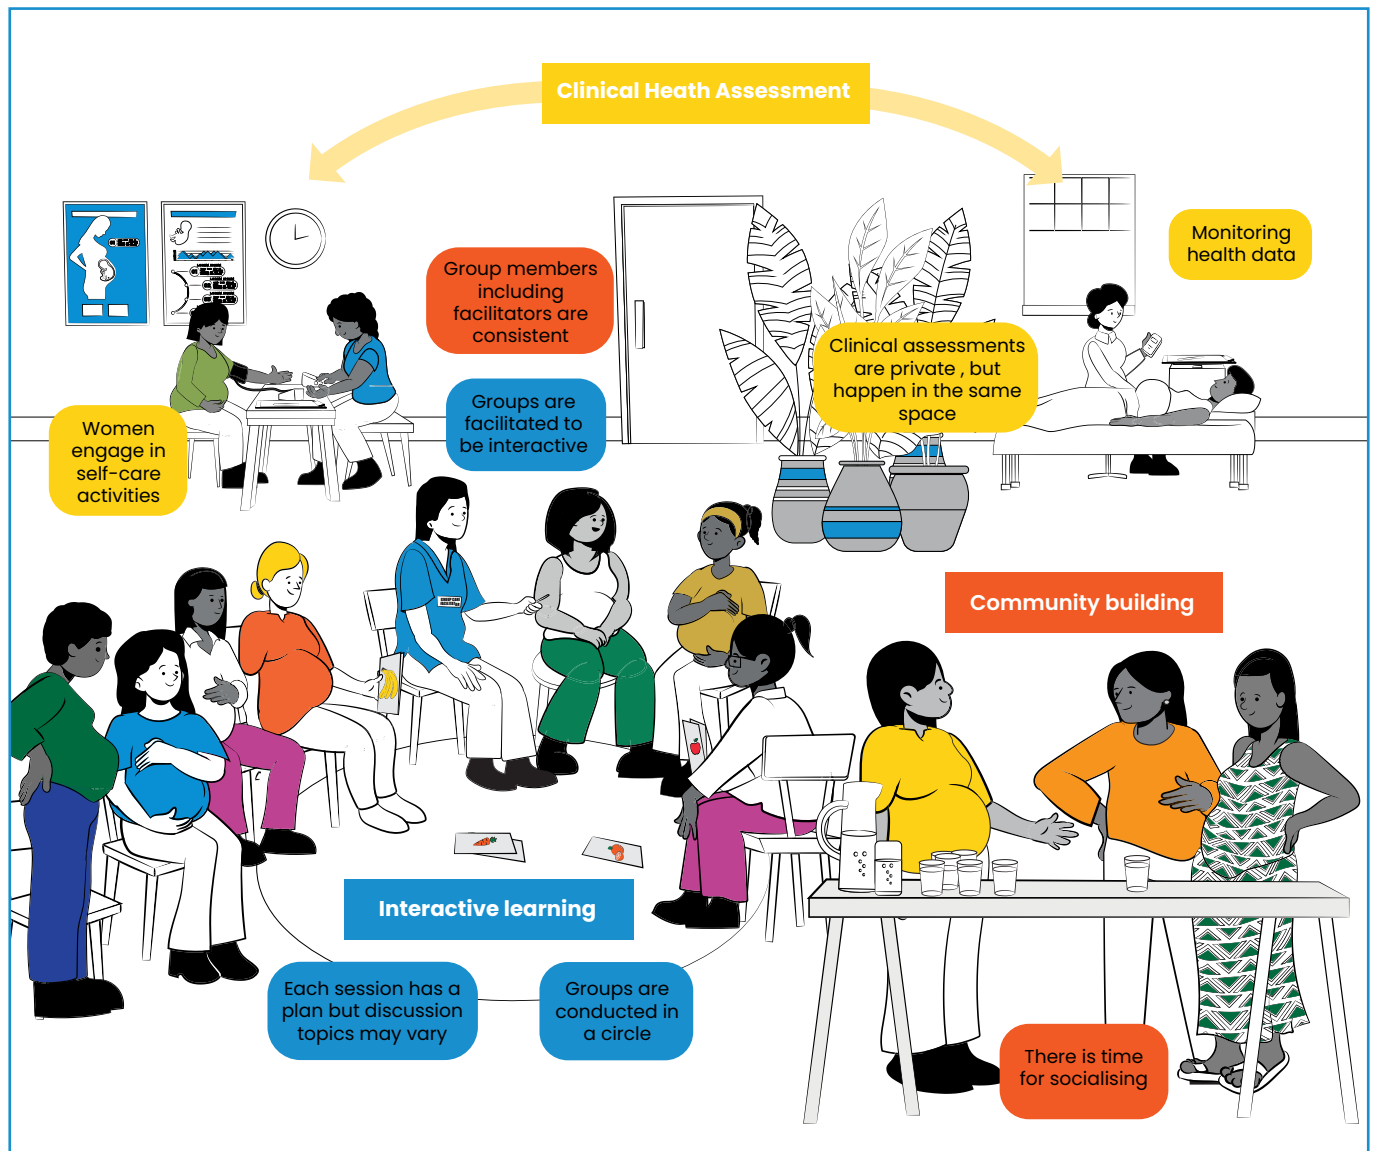 Clinical Heath Assessment
Monitoring
health data
Group members
including
facilitators are
consistent
Clinical assessments
are private , but
happen in the same
space
Groups are
facilitated to
be interactive
Women
engage in
self-care
activities
Community building
Interactive learning
Each session has a
plan but discussion
topics may vary
Groups are
conducted in
a circle
There is time
for socialising